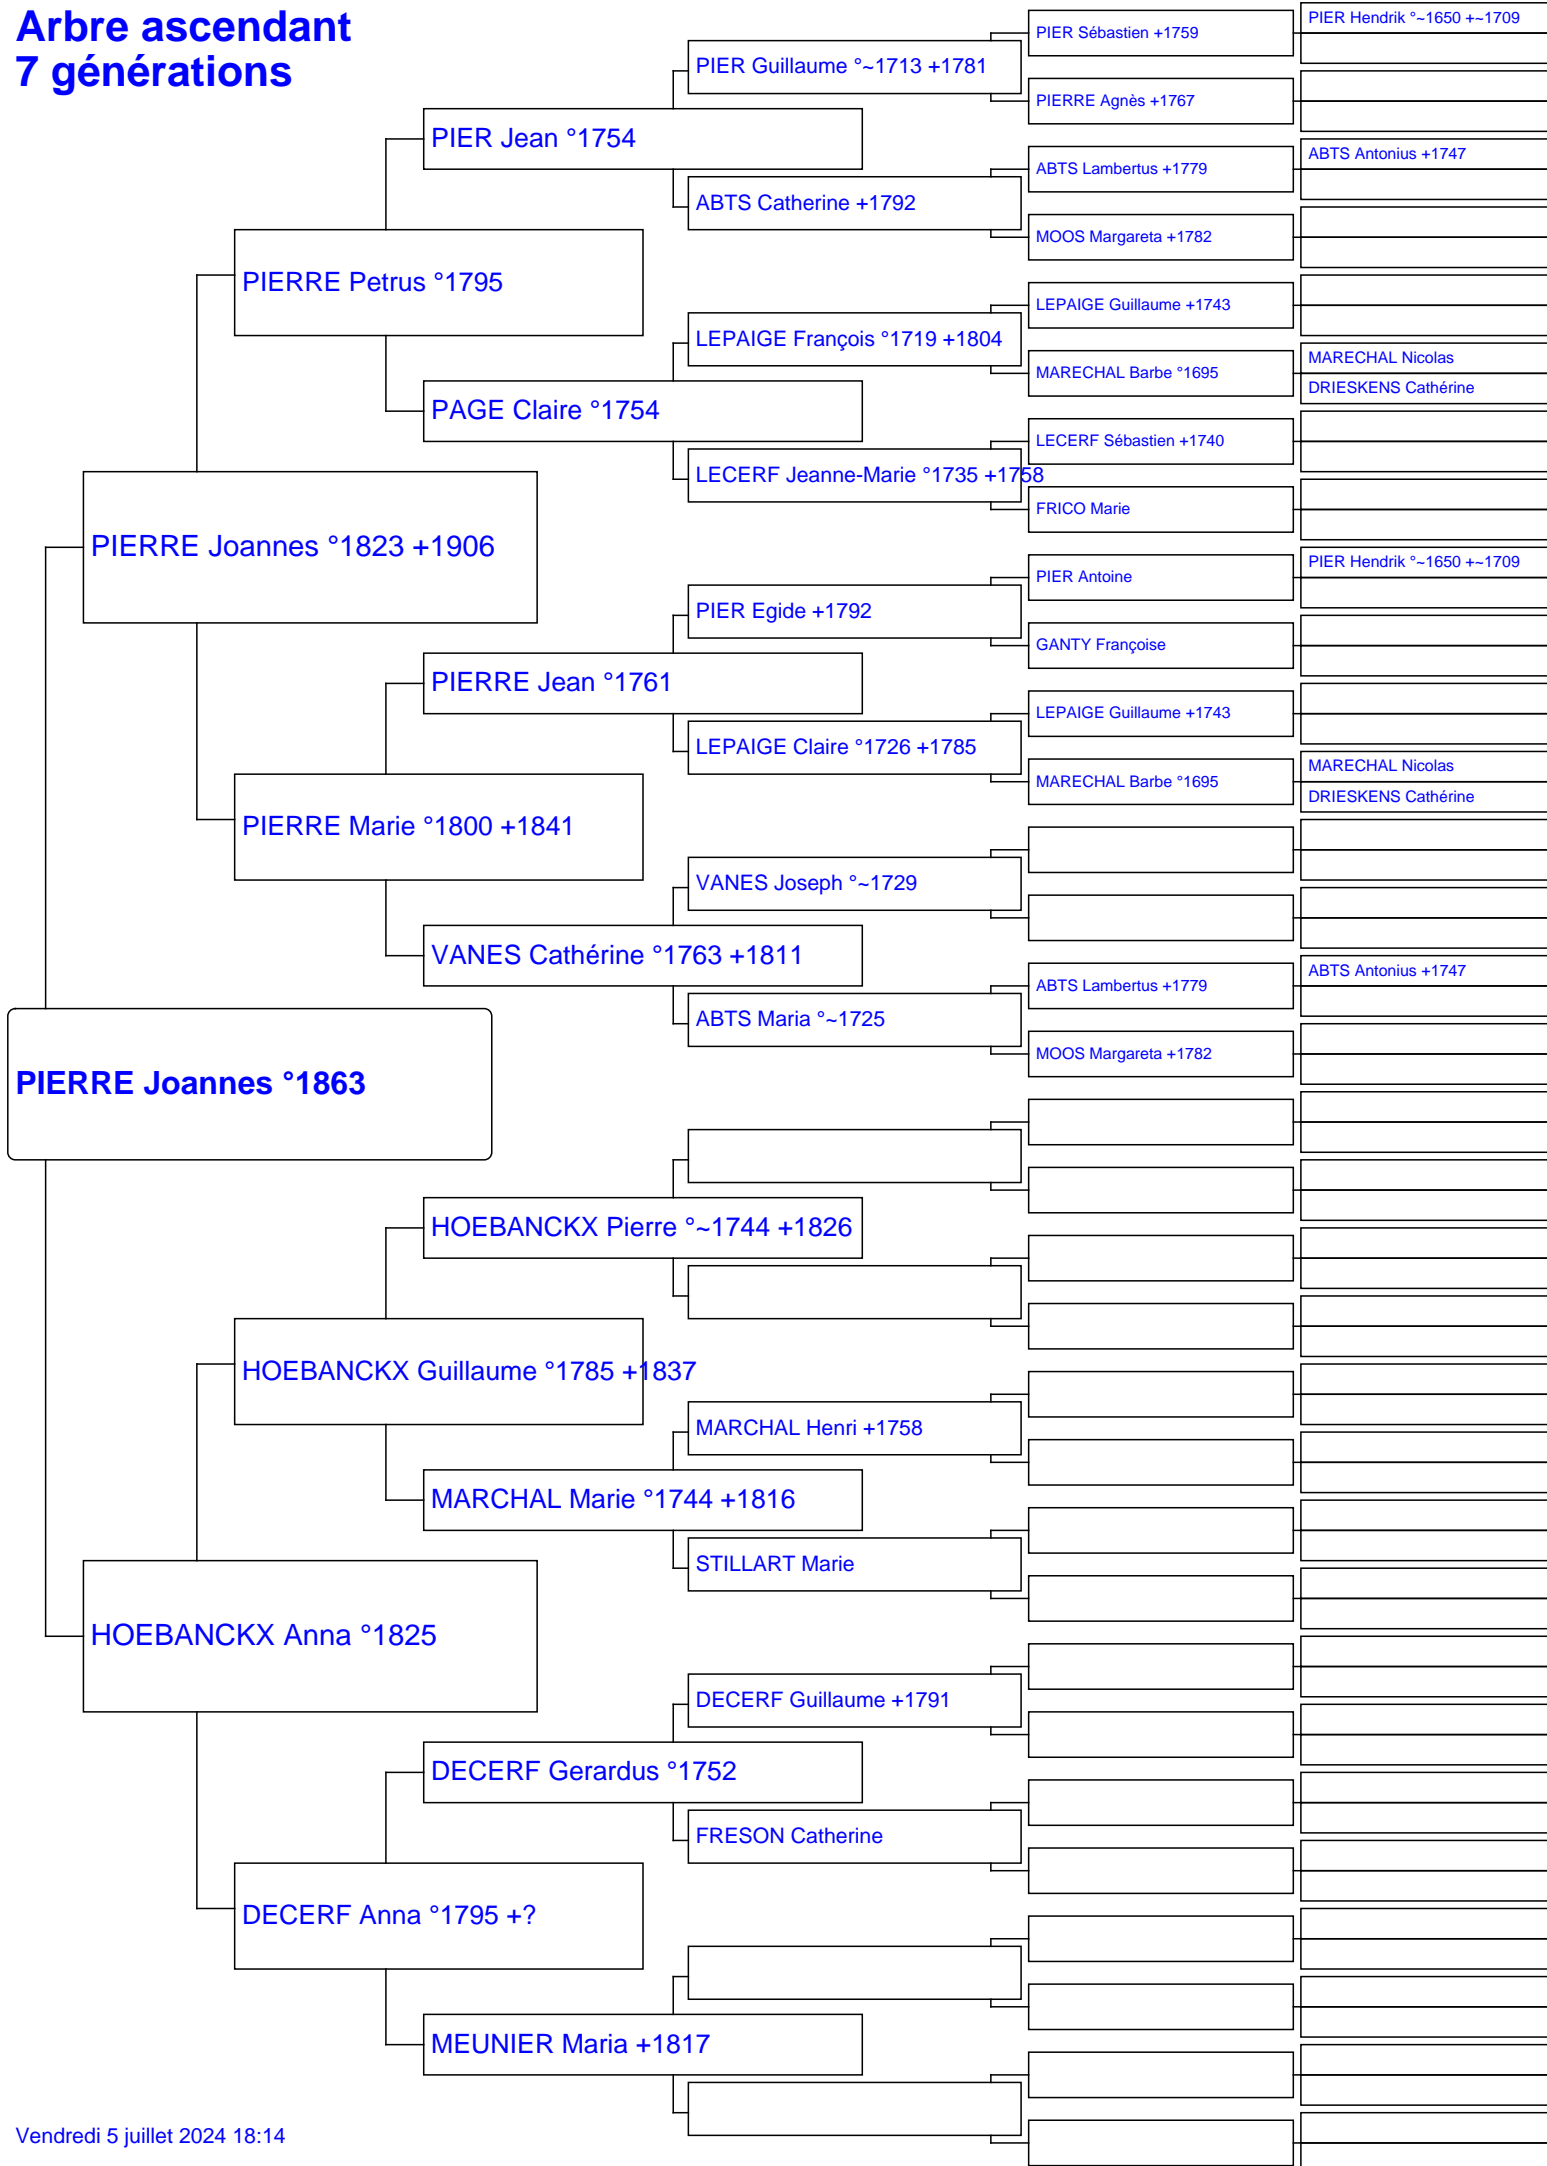 Arbre ascendant
7 générations
PIERRE Joannes °1863
PIERRE Joannes °1823 +1906
HOEBANCKX Anna °1825
PIERRE Petrus °1795
PIERRE Marie °1800 +1841
HOEBANCKX Guillaume °1785 +1837
DECERF Anna °1795 +?
PIER Jean °1754
PAGE Claire °1754
PIERRE Jean °1761
VANES Cathérine °1763 +1811
HOEBANCKX Pierre °~1744 +1826
MARCHAL Marie °1744 +1816
DECERF Gerardus °1752
MEUNIER Maria +1817
PIER Guillaume °~1713 +1781
ABTS Catherine +1792
LEPAIGE François °1719 +1804
LECERF Jeanne-Marie °1735 +1758
PIER Egide +1792
LEPAIGE Claire °1726 +1785
VANES Joseph °~1729
ABTS Maria °~1725
MARCHAL Henri +1758
STILLART Marie
DECERF Guillaume +1791
FRESON Catherine
PIER Sébastien +1759
PIERRE Agnès +1767
ABTS Lambertus +1779
MOOS Margareta +1782
LEPAIGE Guillaume +1743
MARECHAL Barbe °1695
LECERF Sébastien +1740
FRICO Marie
PIER Antoine
GANTY Françoise
LEPAIGE Guillaume +1743
MARECHAL Barbe °1695
ABTS Lambertus +1779
MOOS Margareta +1782
PIER Hendrik °~1650 +~1709
ABTS Antonius +1747
MARECHAL Nicolas
DRIESKENS Cathérine
PIER Hendrik °~1650 +~1709
MARECHAL Nicolas
DRIESKENS Cathérine
ABTS Antonius +1747
Vendredi 5 juillet 2024 18:14